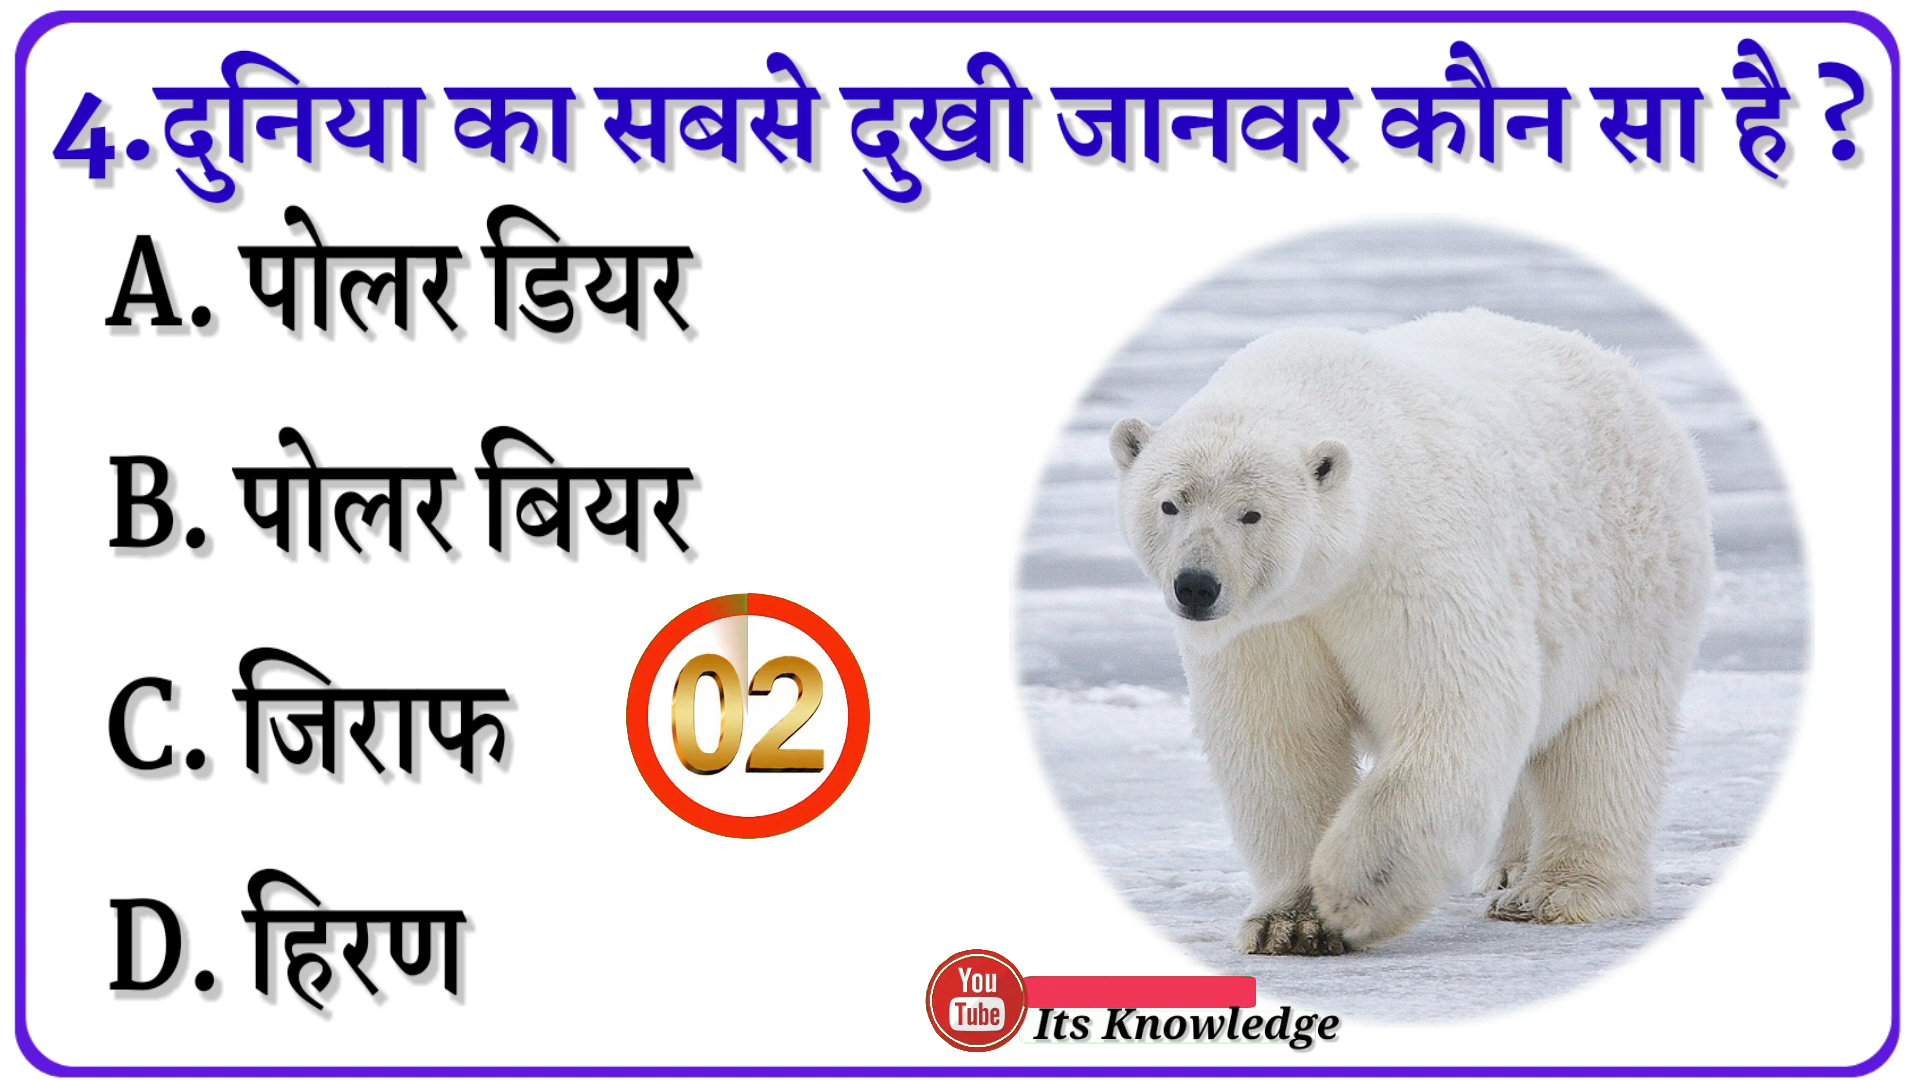 4.दुनिया का सबसे दुखी जानवर कौन सा है ?
A. पोलर डियर
B. पोलर बियर
C. जिराफ
02
D. हिरण
You
Tube
Its Knowledge